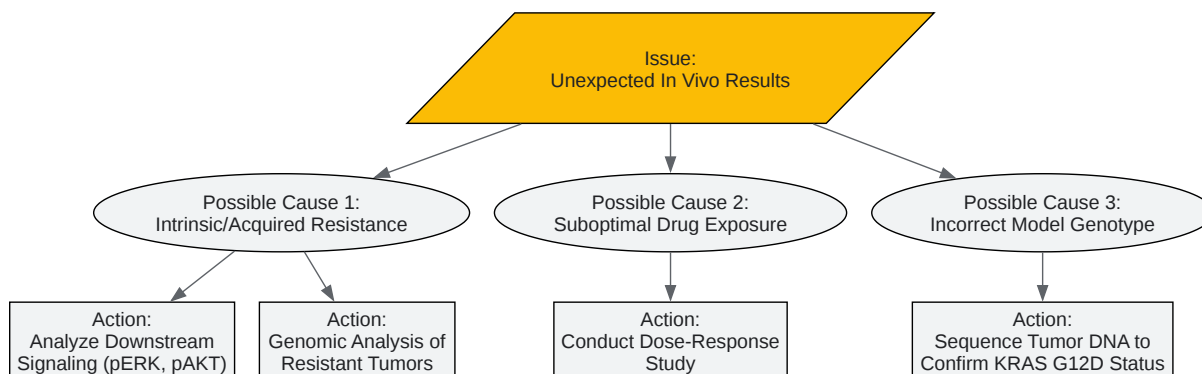 Issue:
Unexpected In Vivo Results
Possible Cause 1:
Intrinsic/Acquired Resistance
Possible Cause 2:
Suboptimal Drug Exposure
Possible Cause 3:
Incorrect Model Genotype
Action:
Analyze Downstream
Signaling (pERK, pAKT)
Action:
Genomic Analysis of
Resistant Tumors
Action:
Conduct Dose-Response
Study
Action:
Sequence Tumor DNA to
Confirm KRAS G12D Status